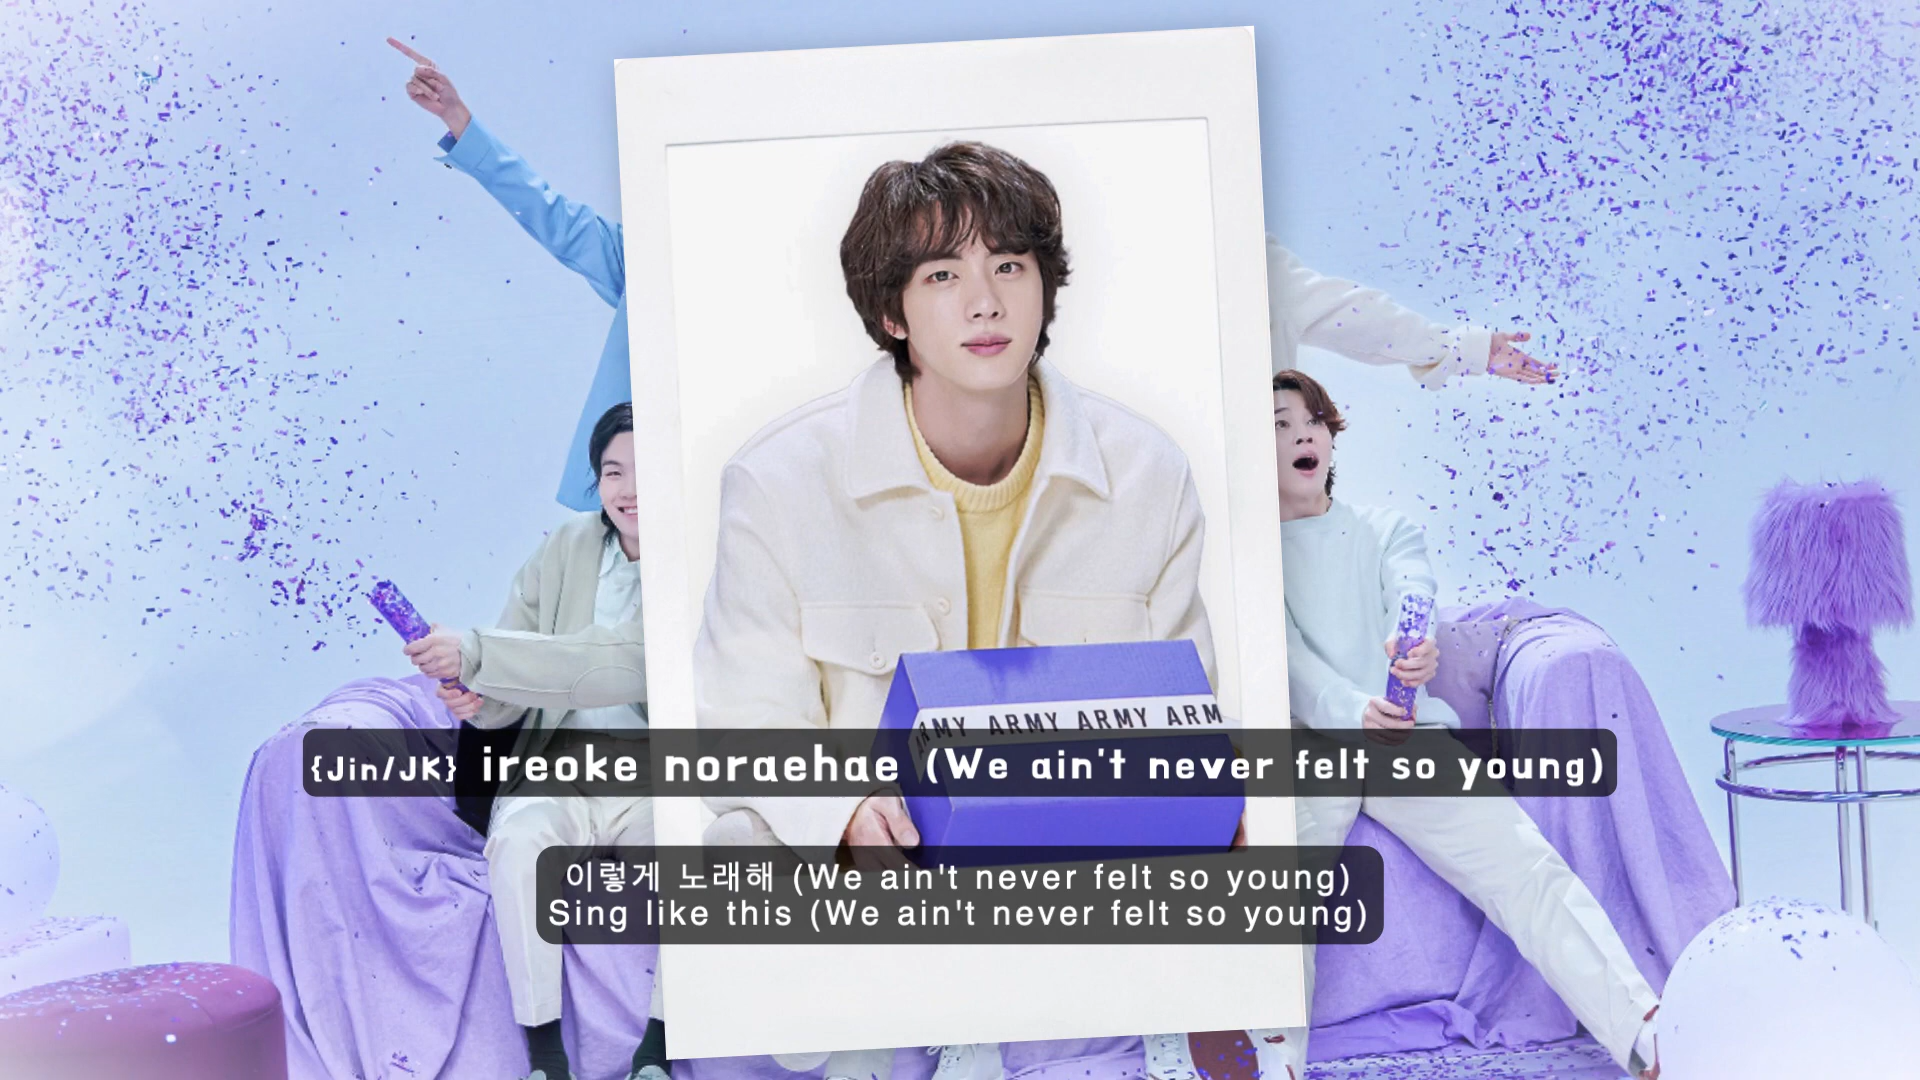 ARMY ARMY ARMY ARM
{Jin/JK} ireoke noraehae (We ain't never felt so young)
이렇게 노래해 (We ain't never felt so young)
Sing like this (We ain't never felt so young)